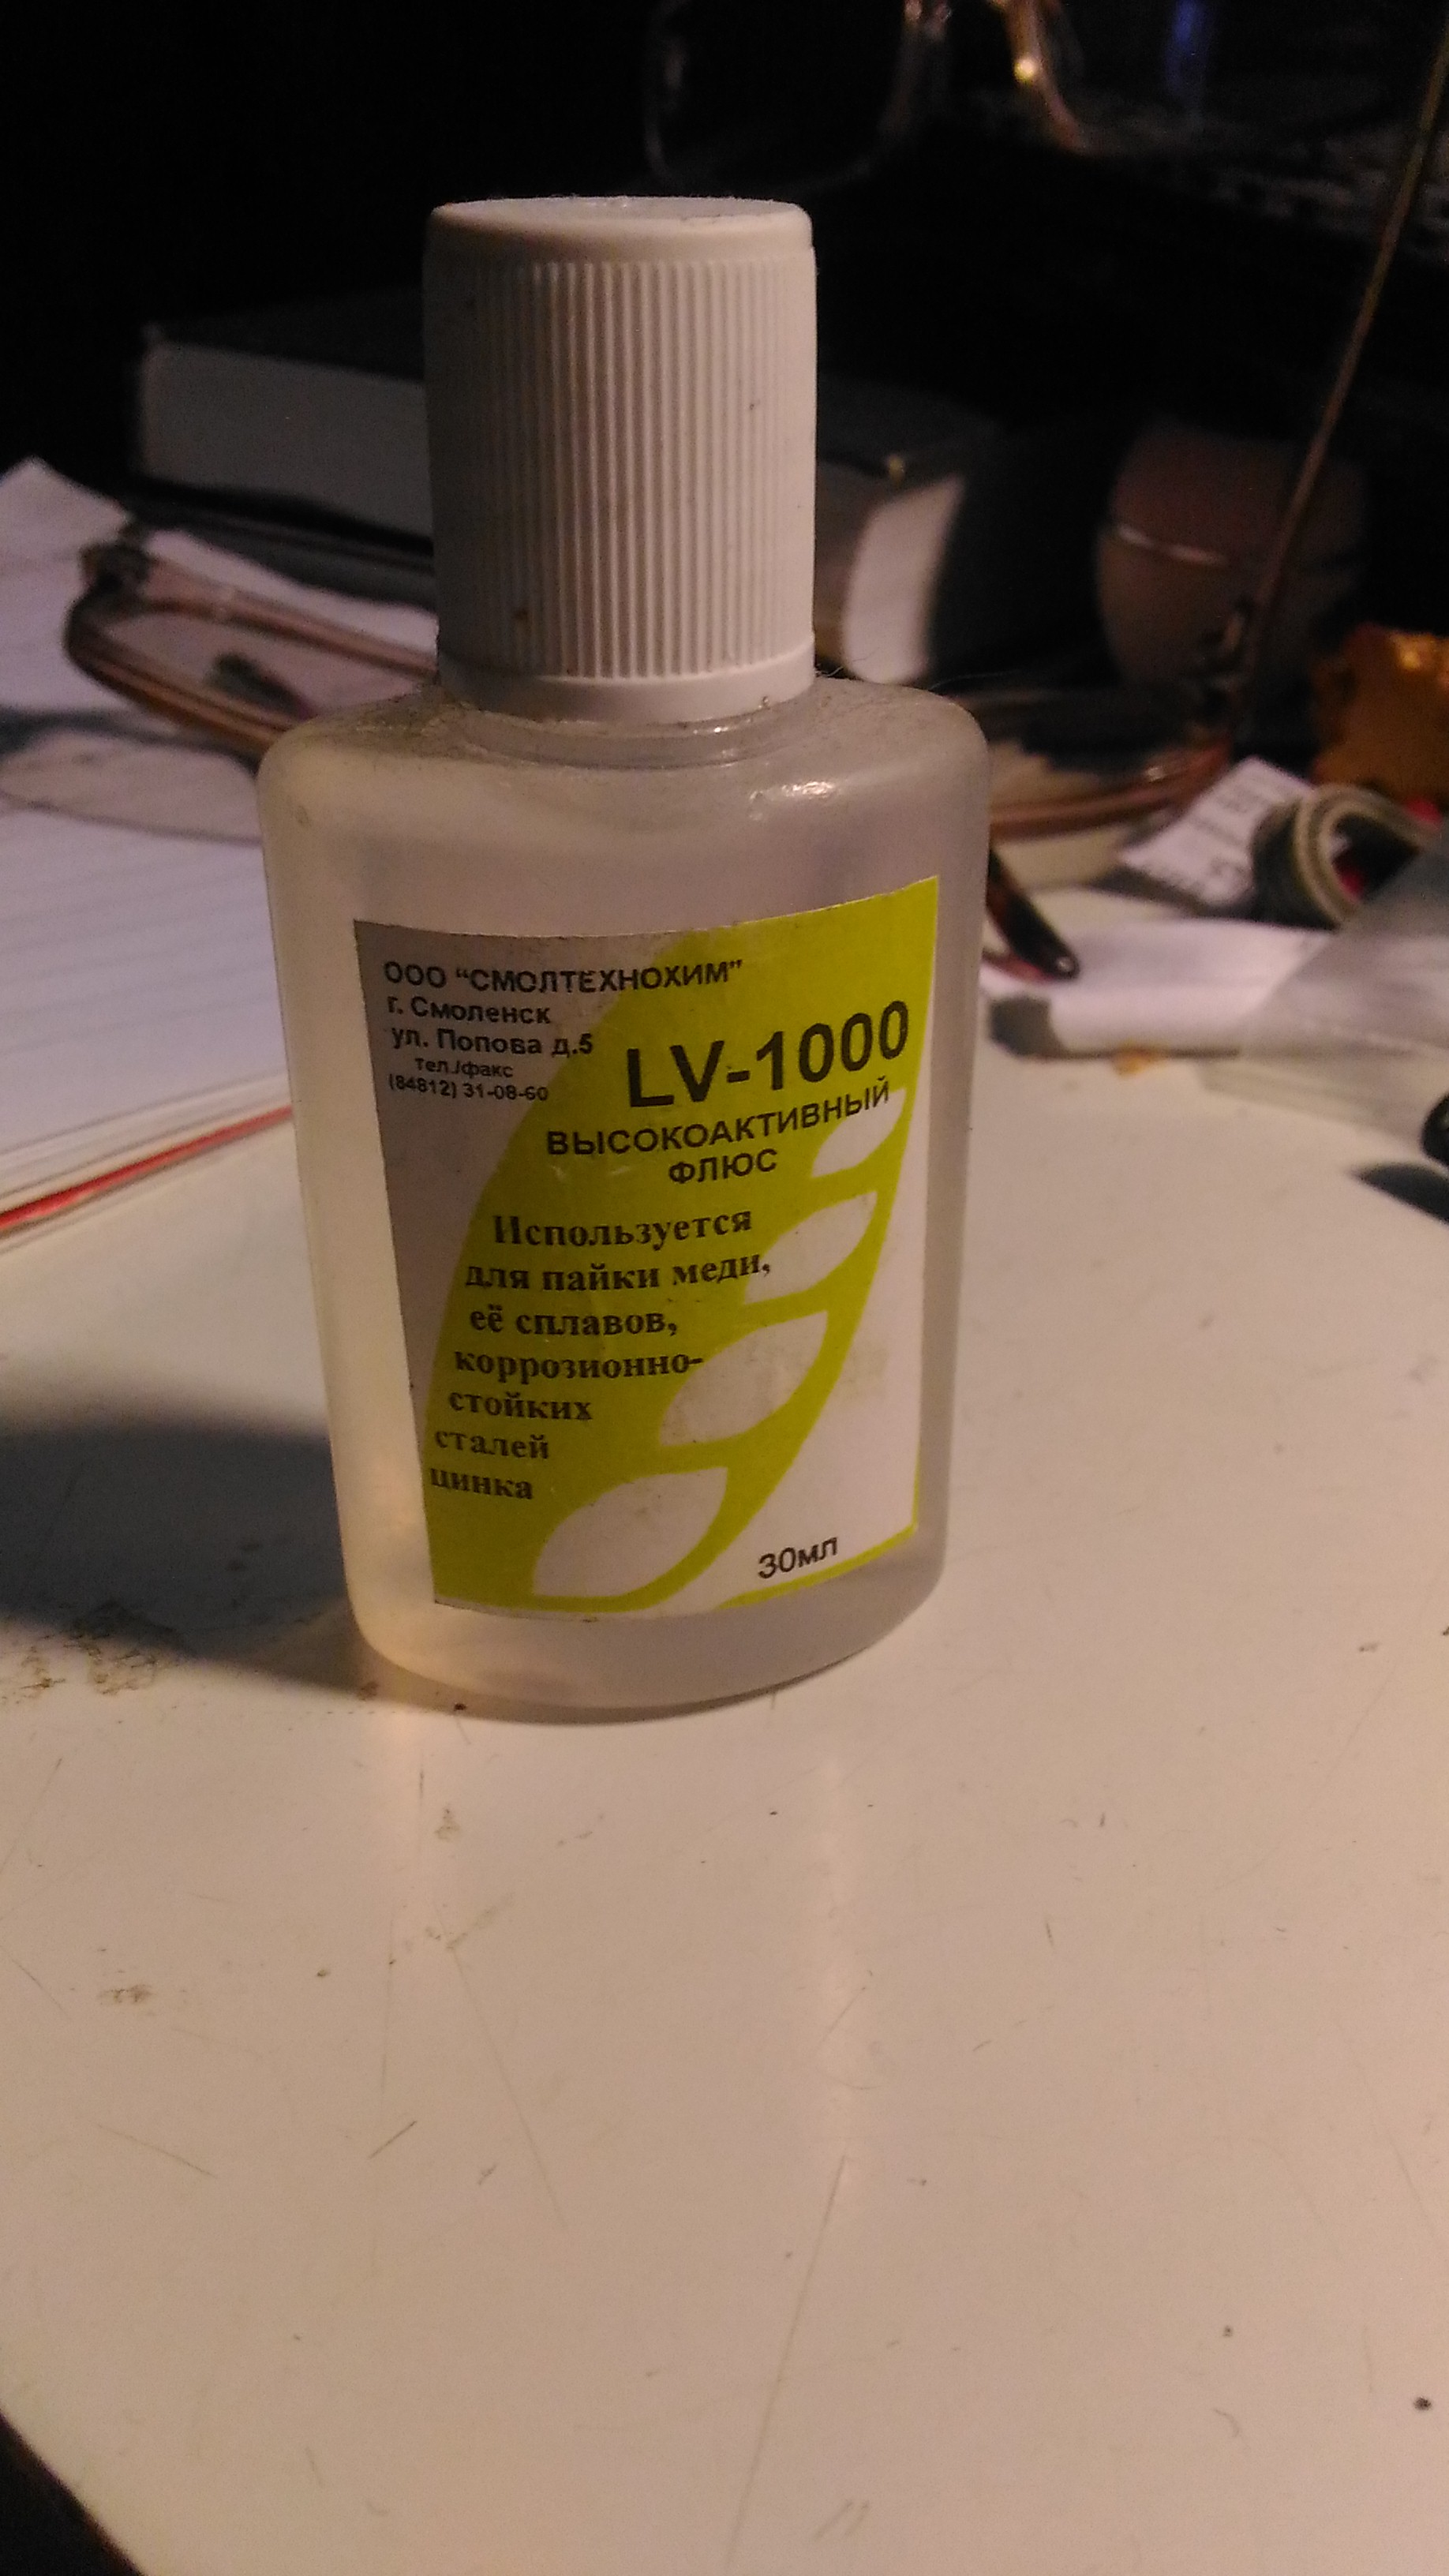 ООО “СМОЛТЕХНОХИМ”
г. Смоленск
ул. Попова д.5
тел./факс
(84812) 31-08-60
LV-1000
ВЫСОКОАКТИВНЫЙ
ФЛЮС
Используется
для пайки меди,
её сплавов,
коррозионно-
стойких
сталей
цинка
30мл